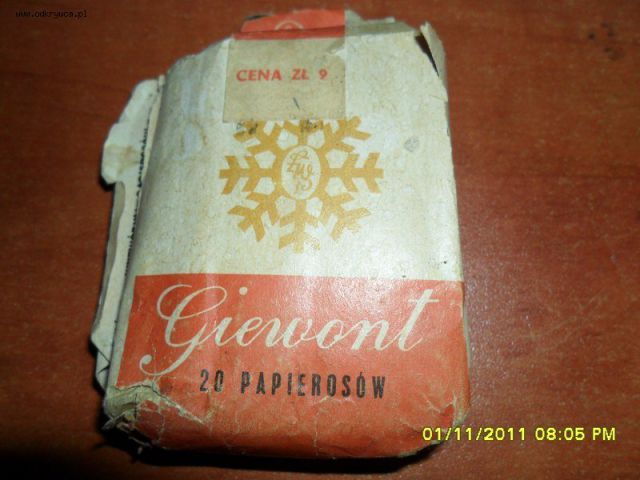 www.odkrywca.pl
CENA ZŁ 9
Giewont
20 PAPIEROSÓW
01/11/2011 08:05 PM